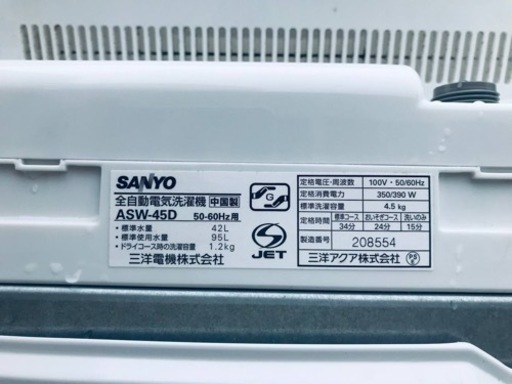 SANYO
全自動電気洗濯機 中国製
ASW-45D 50-60Hz用
・標準水量 42L
・標準使用水量 95L
・ドライコース時の洗濯容量 1.2kg
三洋電機株式会社
G
S
JET
定格電圧・周波数 100V・50/60Hz
定格消費電力 350/390 W
標準洗濯容量 4.5 kg
定格時間 標準コース おいそぎコース 洗いのみ
34分 24分 15分
製造番号 208554
三洋アクア株式会社
PS
E